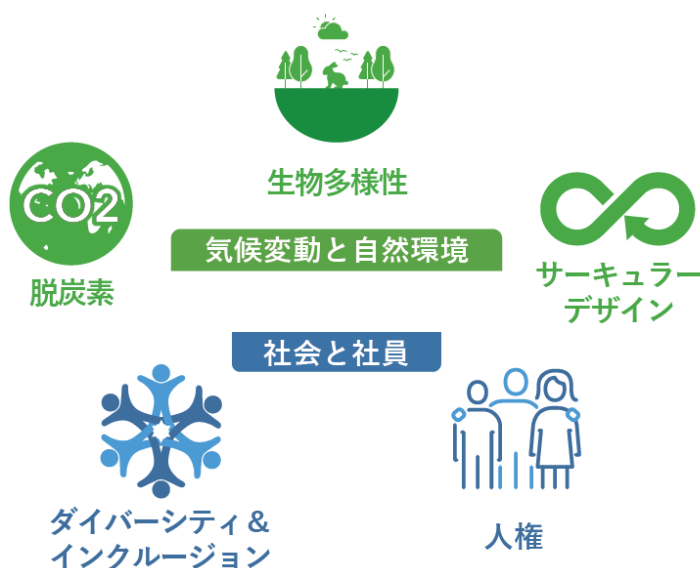 生物多様性
CO2
脱炭素
気候変動と自然環境
サーキュラー
デザイン
社会と社員
ダイバーシティ＆
インクルージョン
人権